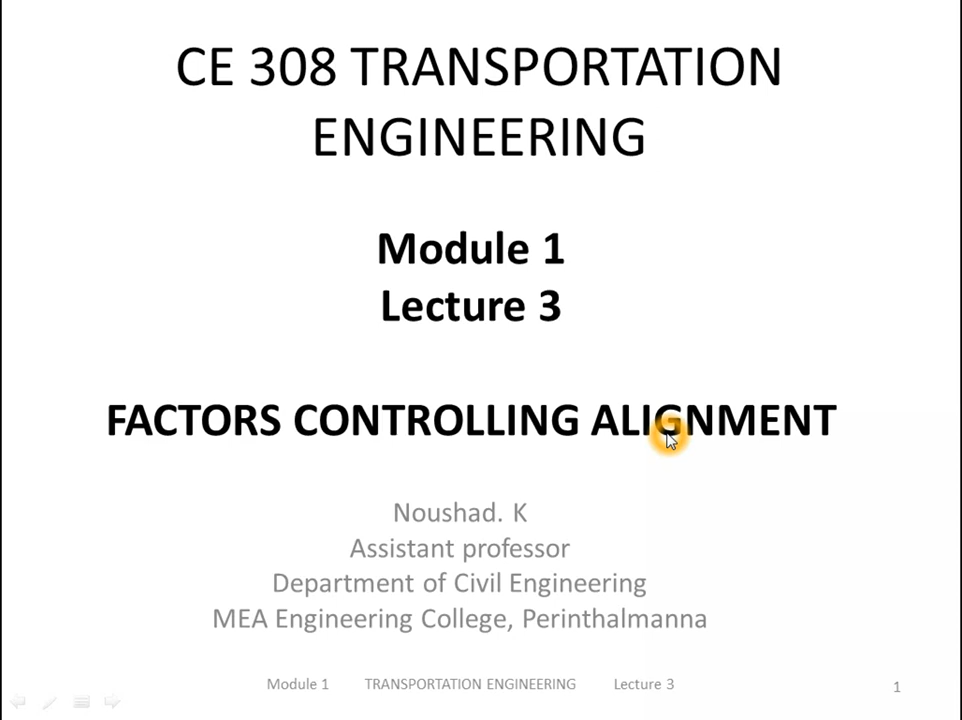 CE 308 TRANSPORTATION
ENGINEERING
Module 1
Lecture 3
FACTORS CONTROLLING ALIGNMENT
Noushad. K
Assistant professor
Department of Civil Engineering
MEA Engineering College, Perinthalmanna
Module 1 TRANSPORTATION ENGINEERING Lecture 3 1